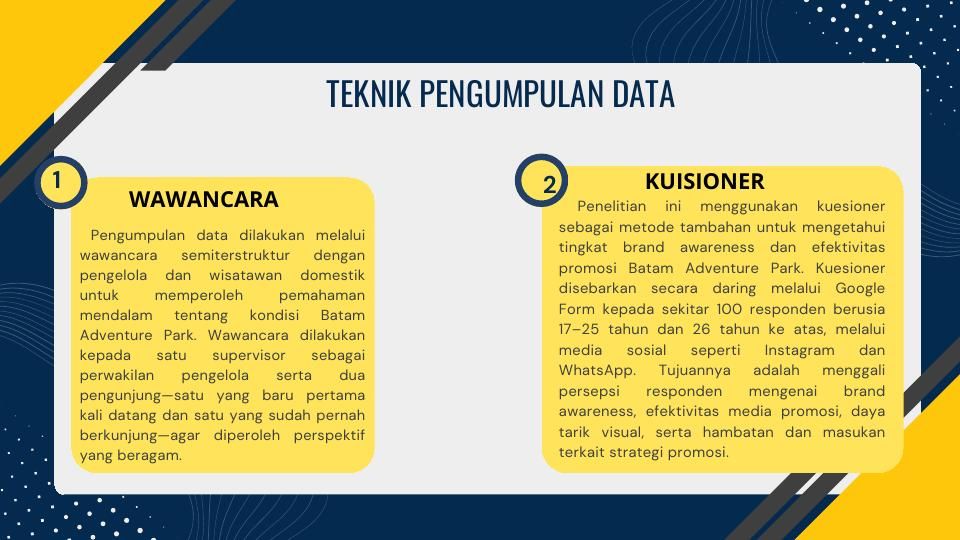 TEKNIK PENGUMPULAN DATA
1
WAWANCARA
Pengumpulan data dilakukan melalui
wawancara semiterstruktur dengan
pengelola dan wisatawan domestik
untuk memperoleh pemahaman
mendalam tentang kondisi Batam
Adventure Park. Wawancara dilakukan
kepada satu supervisor sebagai
perwakilan pengelola serta dua
pengunjung—satu yang baru pertama
kali datang dan satu yang sudah pernah
berkunjung—agar diperoleh perspektif
yang beragam.
2
KUISIONER
Penelitian ini menggunakan kuesioner
sebagai metode tambahan untuk mengetahui
tingkat brand awareness dan efektivitas
promosi Batam Adventure Park. Kuesioner
disebarkan secara daring melalui Google
Form kepada sekitar 100 responden berusia
17–25 tahun dan 26 tahun ke atas, melalui
media sosial seperti Instagram dan
WhatsApp. Tujuannya adalah menggali
persepsi responden mengenai brand
awareness, efektivitas media promosi, daya
tarik visual, serta hambatan dan masukan
terkait strategi promosi.